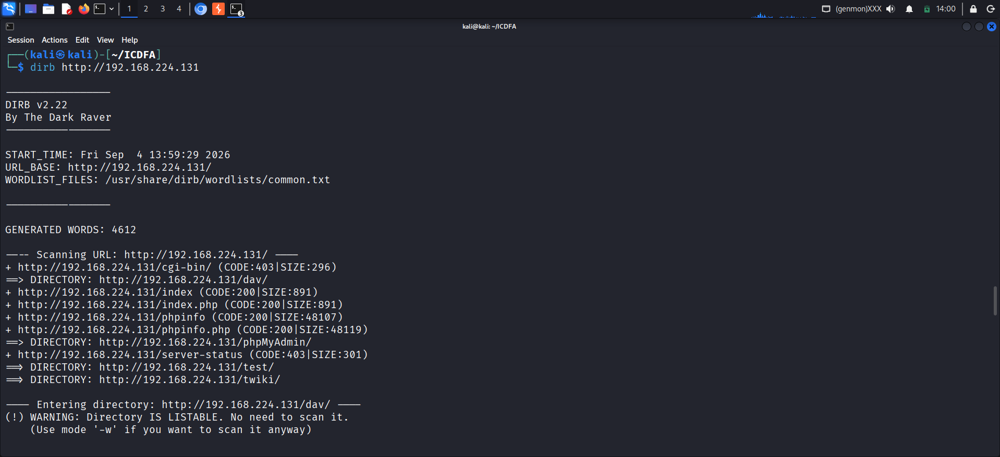 1 2 3 4 (genmon)XXX 14:00
kali@kali: ~/ICDFA
Session Actions Edit View Help
┌──(kali㉿kali)-[~/ICDFA]
└─$ dirb http://192.168.224.131
-----------------
DIRB v2.22
By The Dark Raver
-----------------
START_TIME: Fri Sep  4 13:59:29 2026
URL_BASE: http://192.168.224.131/
WORDLIST_FILES: /usr/share/dirb/wordlists/common.txt
-----------------
GENERATED WORDS: 4612
---- Scanning URL: http://192.168.224.131/ ----
+ http://192.168.224.131/cgi-bin/ (CODE:403|SIZE:296)
==> DIRECTORY: http://192.168.224.131/dav/
+ http://192.168.224.131/index (CODE:200|SIZE:891)
+ http://192.168.224.131/index.php (CODE:200|SIZE:891)
+ http://192.168.224.131/phpinfo (CODE:200|SIZE:48107)
+ http://192.168.224.131/phpinfo.php (CODE:200|SIZE:48119)
==> DIRECTORY: http://192.168.224.131/phpMyAdmin/
+ http://192.168.224.131/server-status (CODE:403|SIZE:301)
==> DIRECTORY: http://192.168.224.131/test/
==> DIRECTORY: http://192.168.224.131/twiki/
---- Entering directory: http://192.168.224.131/dav/ ----
(!) WARNING: Directory IS LISTABLE. No need to scan it.
    (Use mode '-w' if you want to scan it anyway)